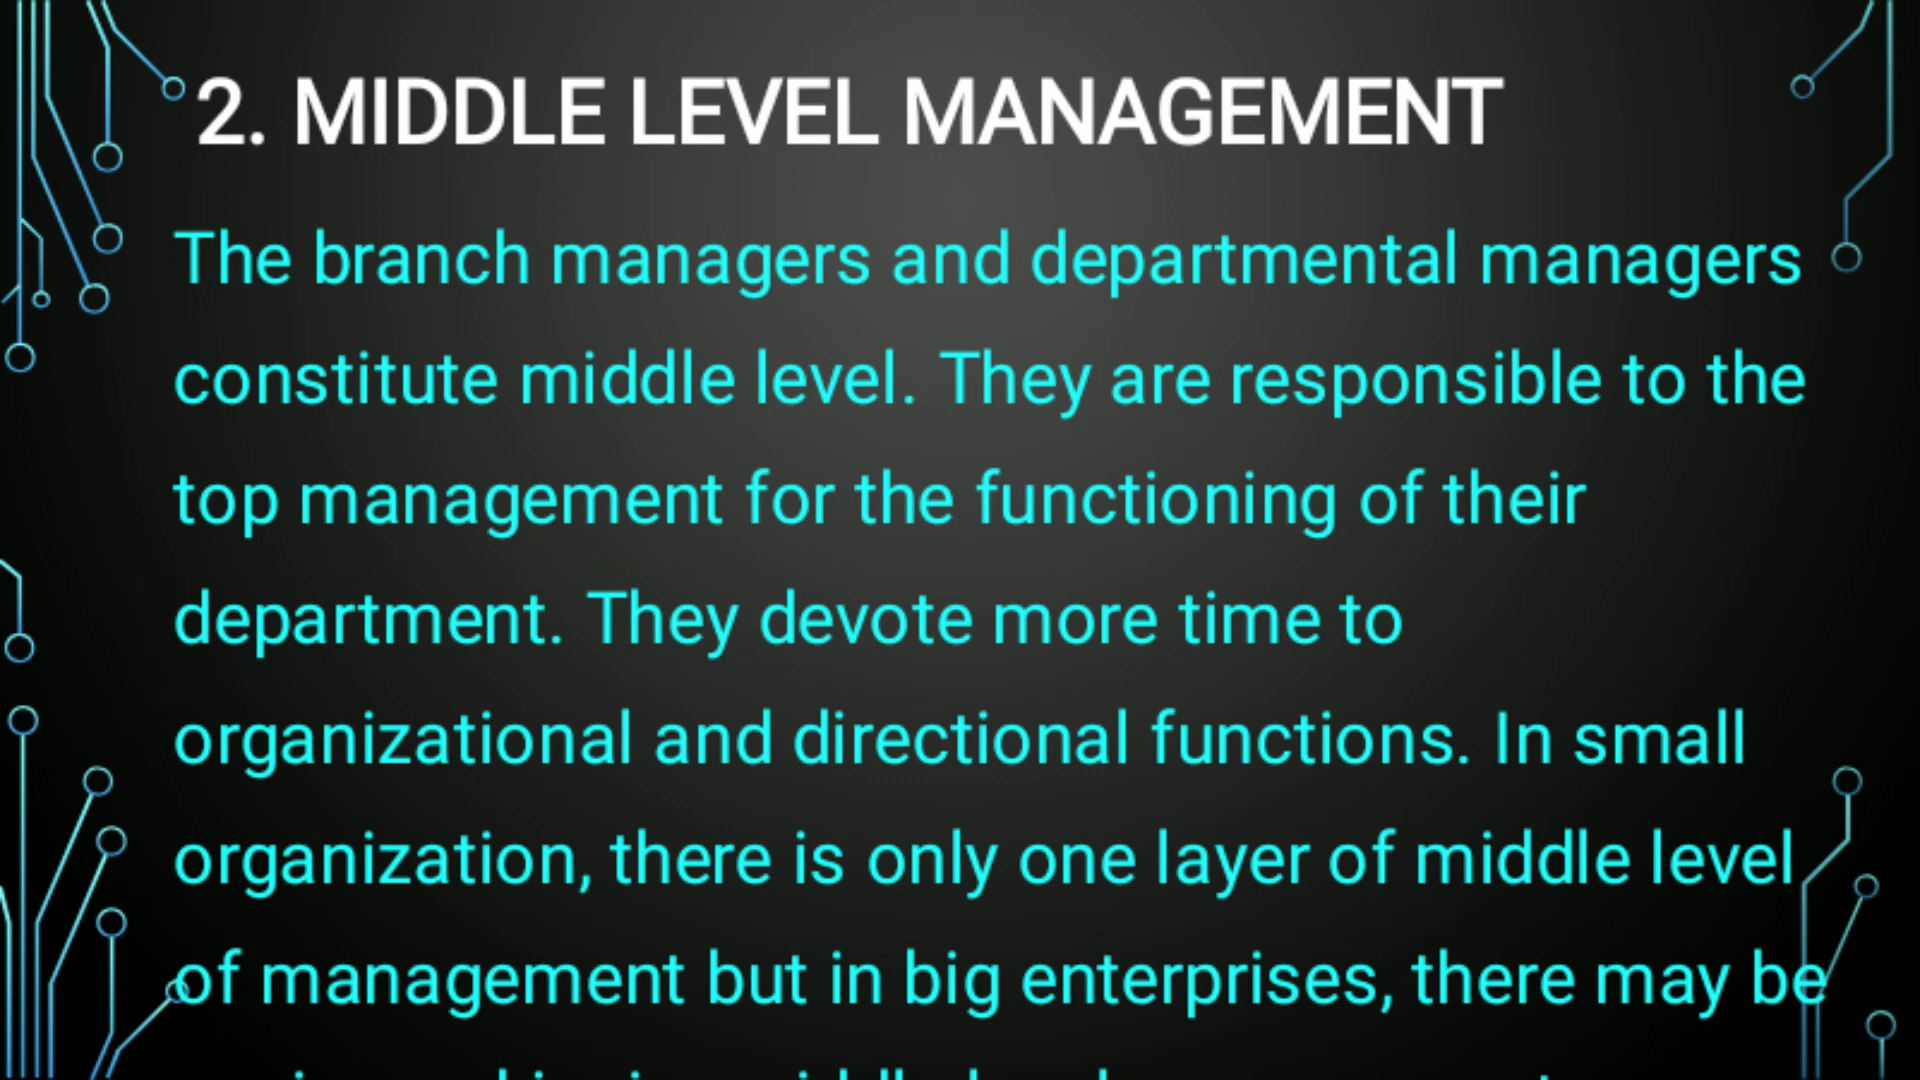 2. MIDDLE LEVEL MANAGEMENT
The branch managers and departmental managers
constitute middle level. They are responsible to the
top management for the functioning of their
department. They devote more time to
organizational and directional functions. In small
organization, there is only one layer of middle level
of management but in big enterprises, there may be